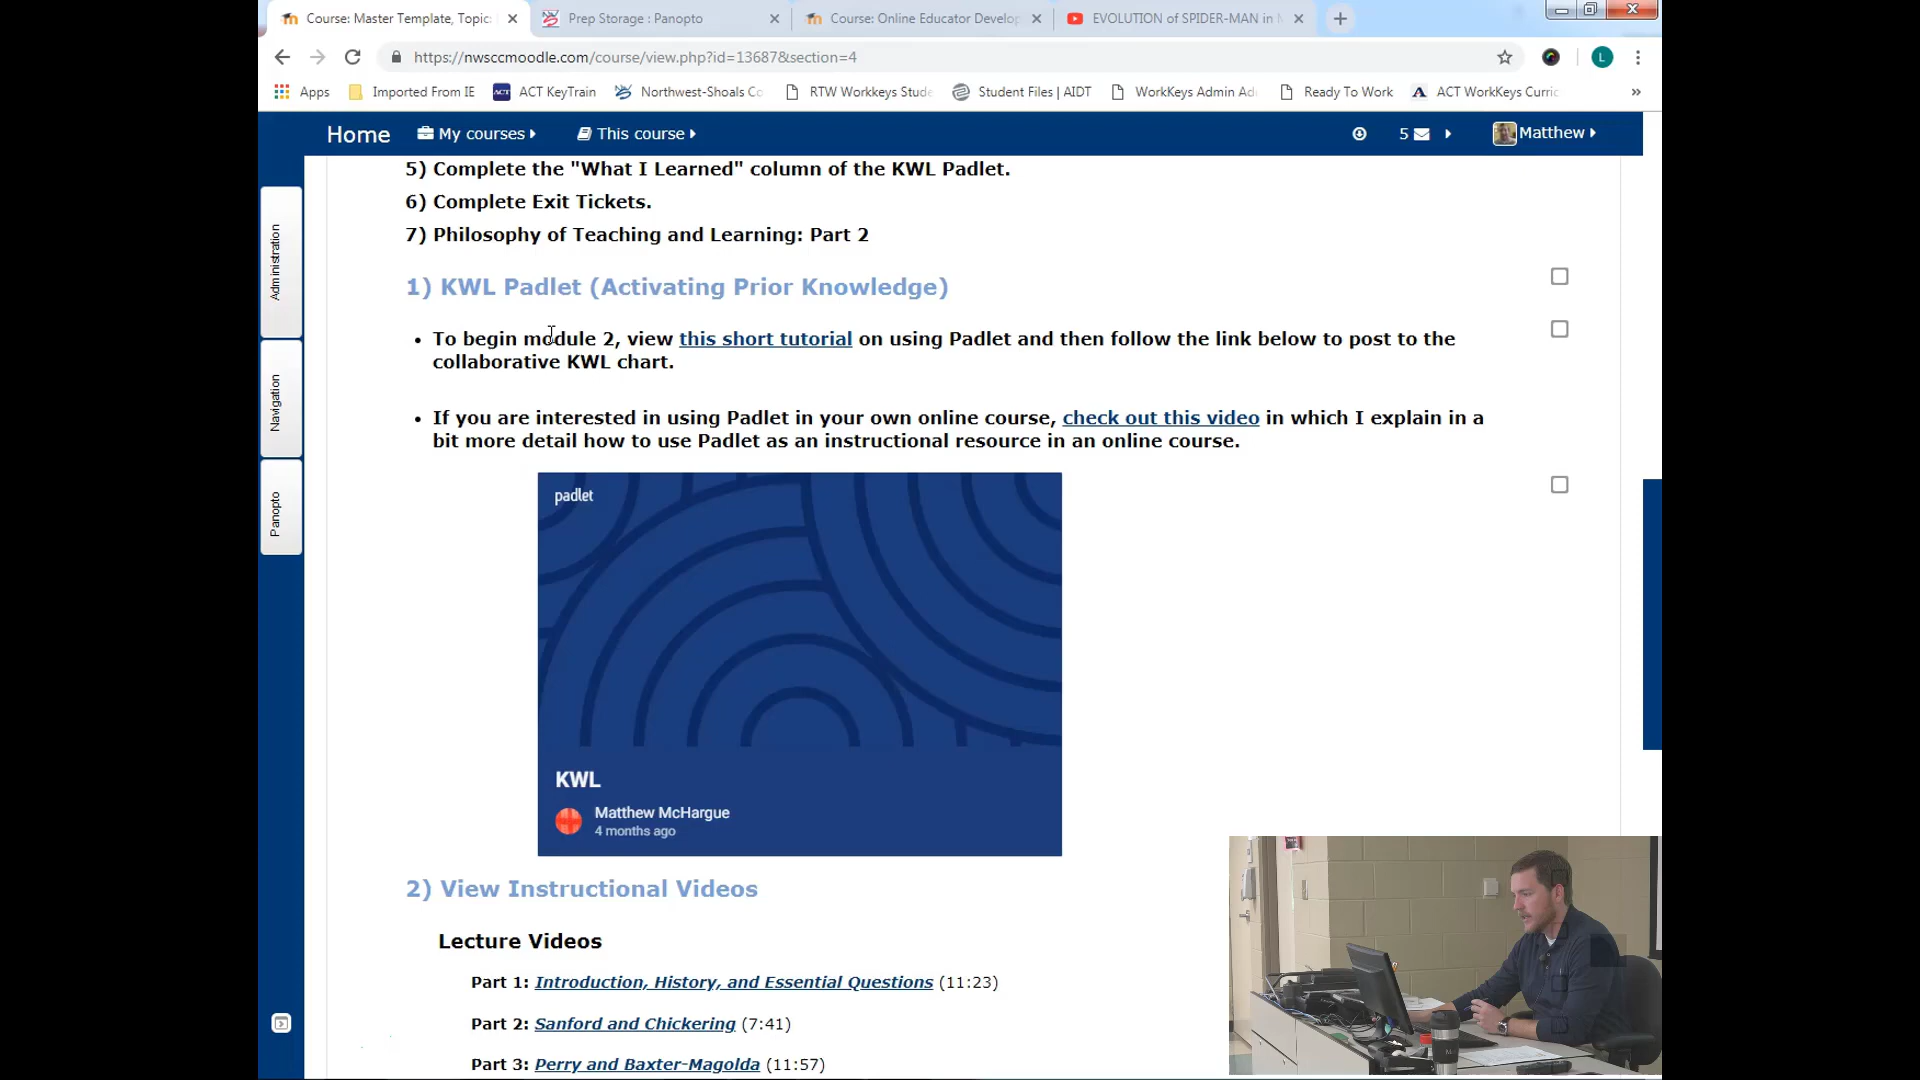 Course: Master Template, Topic:
Prep Storage : Panopto
Course: Online Educator Develop
EVOLUTION of SPIDER-MAN in
https://nwsccmoodle.com/course/view.php?id=13687&section=4
L
Apps
Imported From IE
ACT KeyTrain
Northwest-Shoals Co
RTW Workkeys Stude
Student Files | AIDT
WorkKeys Admin Ad
Ready To Work
ACT WorkKeys Curric
Home
My courses
This course
5
Matthew
Administration
Navigation
Panopto
5) Complete the "What I Learned" column of the KWL Padlet.
6) Complete Exit Tickets.
7) Philosophy of Teaching and Learning: Part 2
1) KWL Padlet (Activating Prior Knowledge)
• To begin module 2, view this short tutorial on using Padlet and then follow the link below to post to the
collaborative KWL chart.
• If you are interested in using Padlet in your own online course, check out this video in which I explain in a
bit more detail how to use Padlet as an instructional resource in an online course.
padlet
KWL
Matthew McHargue
4 months ago
2) View Instructional Videos
Lecture Videos
Part 1: Introduction, History, and Essential Questions (11:23)
Part 2: Sanford and Chickering (7:41)
Part 3: Perry and Baxter-Magolda (11:57)